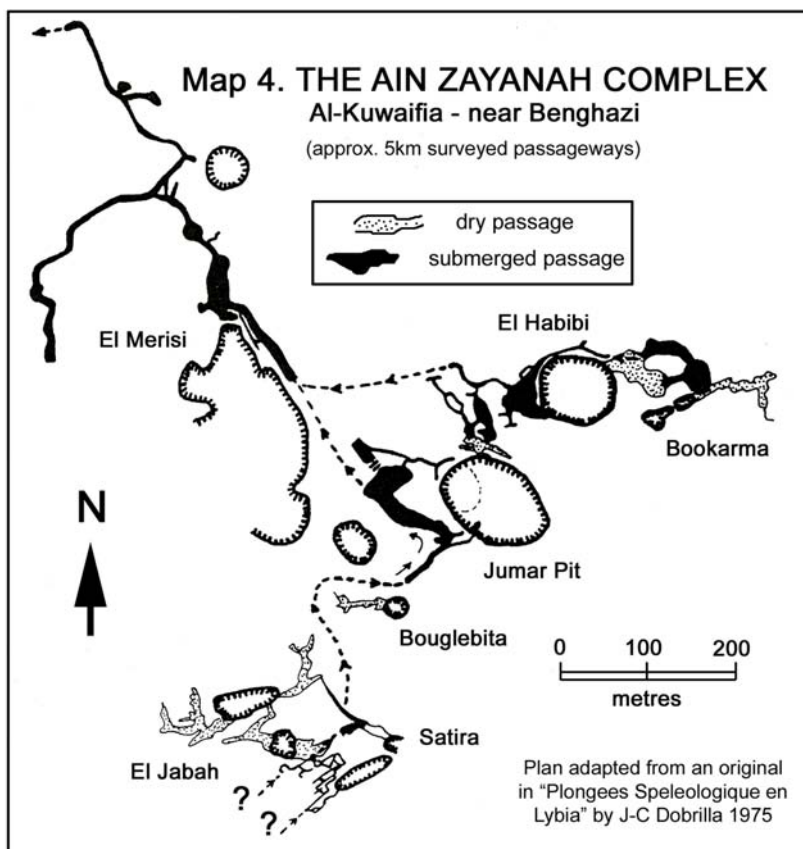 Map 4. THE AIN ZAYANAH COMPLEX
Al-Kuwaifia - near Benghazi
(approx. 5km surveyed passageways)
dry passage
submerged passage
El Merisi
El Habibi
Bookarma
N
Jumar Pit
Bouglebita
0 100 200
metres
Satira
El Jabah
?
?
Plan adapted from an original
in “Plongees Speleologique en
Lybia” by J-C Dobrilla 1975